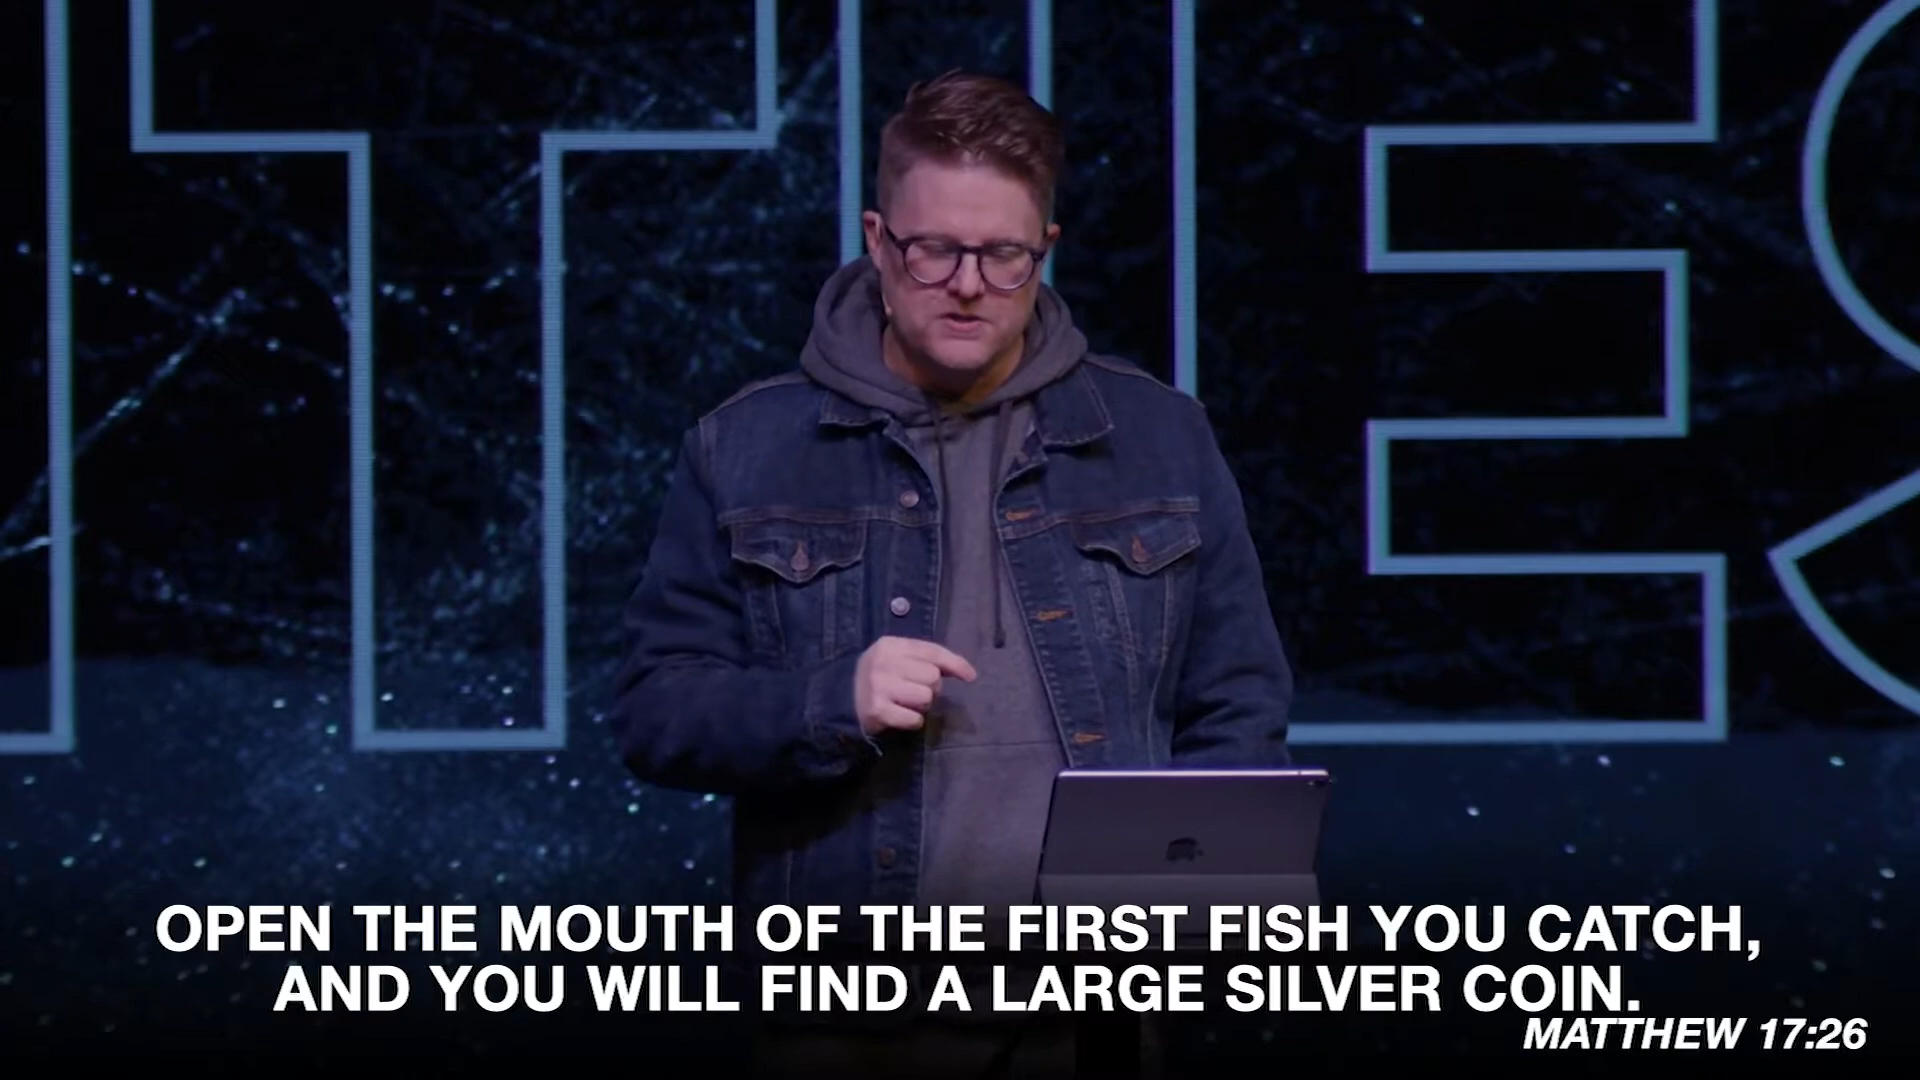 TIES
OPEN THE MOUTH OF THE FIRST FISH YOU CATCH,
AND YOU WILL FIND A LARGE SILVER COIN.
MATTHEW 17:26